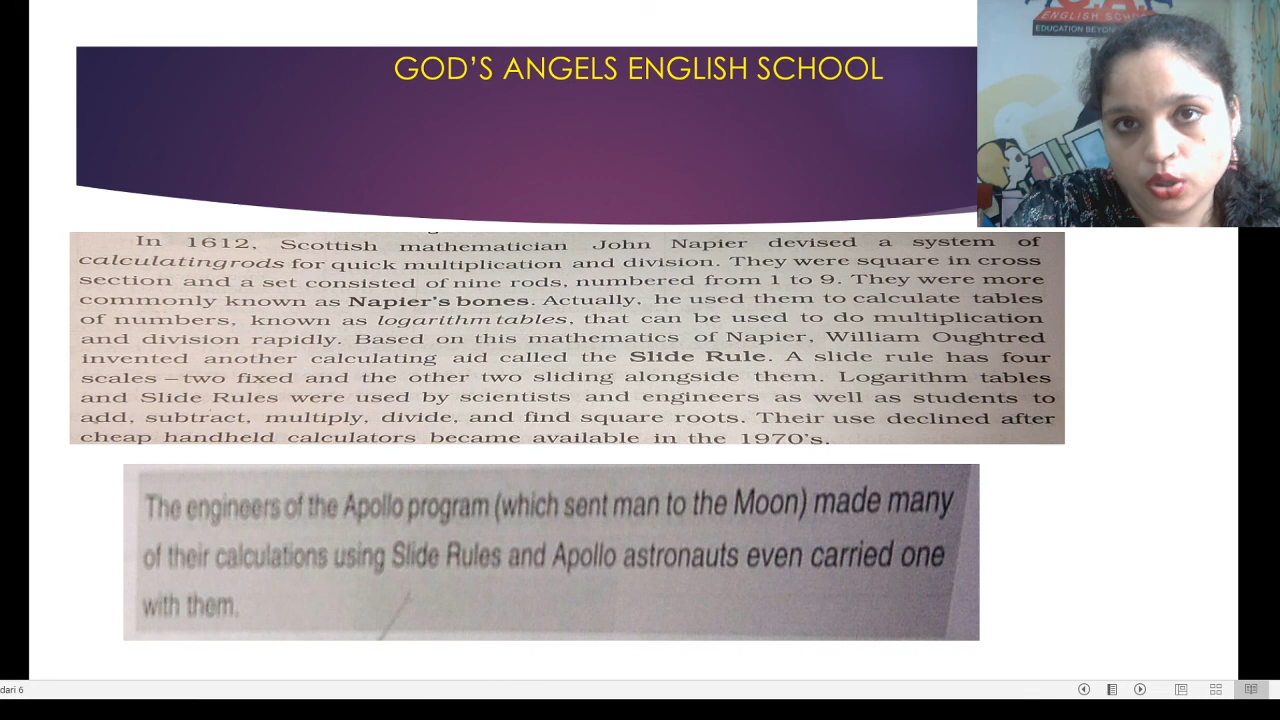 GOD'S ANGELS ENGLISH SCHOOL
ENGLISH SCHO
EDUCATION BEYO
In 1612, Scottish mathematician John Napier devised a system of
calculatingrods for quick multiplication and division. They were square in cross
section and a set consisted of nine rods, numbered from 1 to 9. They were more
commonly known as Napier's bones. Actually, he used them to calculate tables
of numbers, known as logarithm tables, that can be used to do multiplication
and division rapidly. Based on this mathematics of Napier, William Oughtred
invented another calculating aid called the Slide Rule. A slide rule has four
scales – two fixed and the other two sliding alongside them. Logarithm tables
and Slide Rules were used by scientists and engineers as well as students to
add, subtract, multiply, divide, and find square roots. Their use declined after
cheap handheld calculators became available in the 1970's.
The engineers of the Apollo program (which sent man to the Moon) made many
of their calculations using Slide Rules and Apollo astronauts even carried one
with them.
dari 6